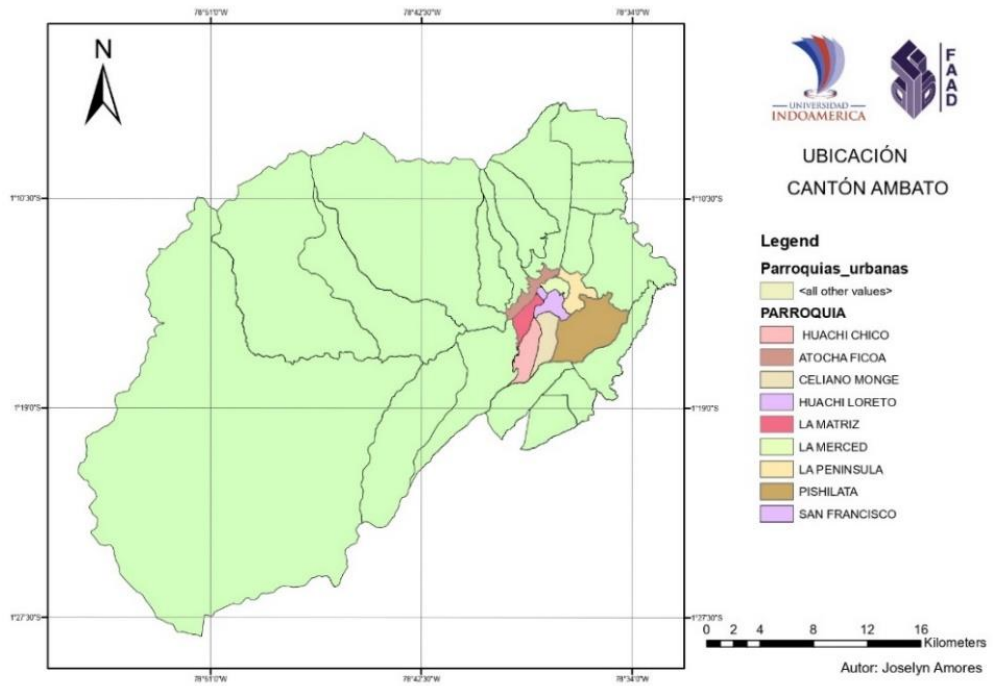 78°51'0"W 78°42'30"W 78°34'0"W
N
UNIVERSIDAD
INDOAMERICA
FAAD
UBICACIÓN
CANTÓN AMBATO
1°10'30"S 1°10'30"S
Legend
Parroquias_urbanas
<all other values>
PARROQUIA
HUACHI CHICO
ATOCHA FICOA
CELIANO MONGE
HUACHI LORETO
LA MATRIZ
LA MERCED
LA PENINSULA
PISHILATA
SAN FRANCISCO
1°19'0"S 1°19'0"S
1°27'30"S 1°27'30"S
0 2 4 8 12 16
Kilometers
Autor: Joselyn Amores
78°51'0"W 78°42'30"W 78°34'0"W